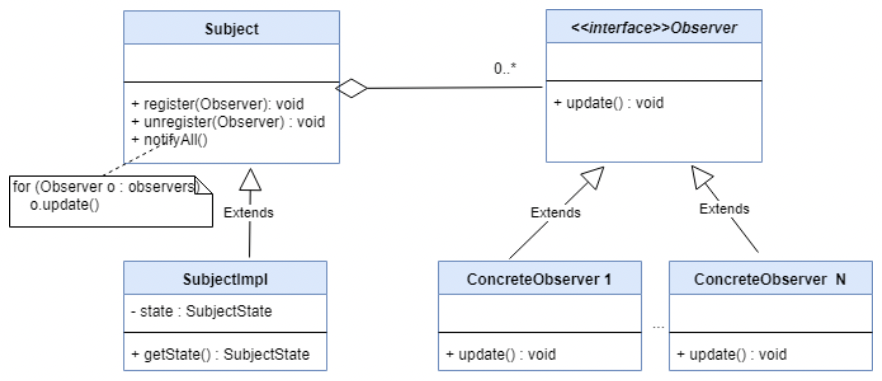 Subject
+ register(Observer): void
+ unregister(Observer) : void
+ notifyAll()
for (Observer o : observers)
o.update()
0..*
<<interface>>Observer
+ update() : void
Extends
Extends
Extends
SubjectImpl
- state : SubjectState
+ getState() : SubjectState
ConcreteObserver 1
+ update() : void
...
ConcreteObserver N
+ update() : void